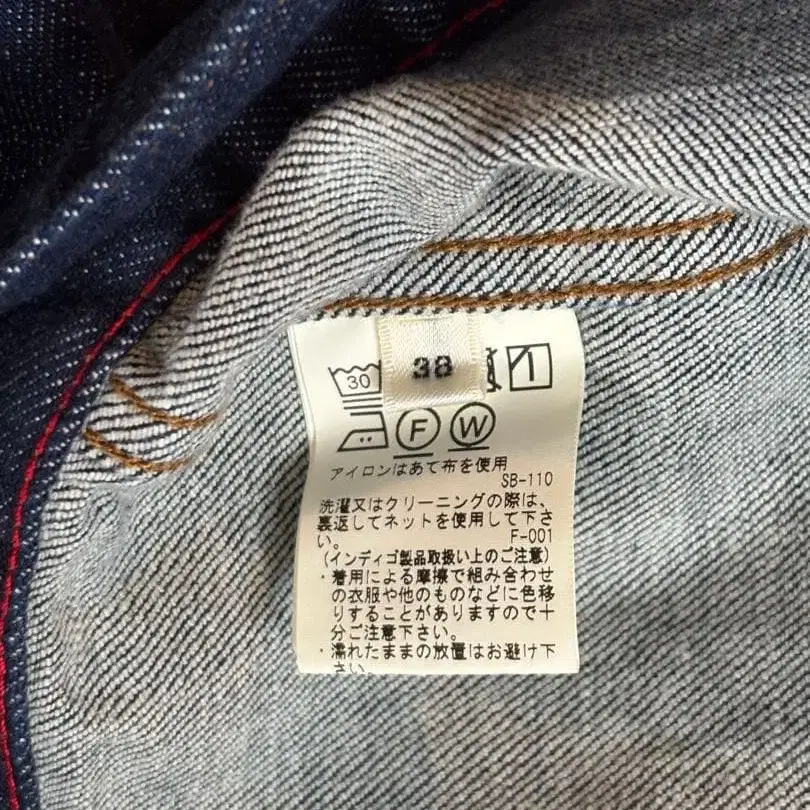 38
30
F W
アイロンはあて布を使用
SB-110
洗濯又はクリーニングの際は、
裏返してネットを使用して下さ
い。 F-001
(インディゴ製品取扱い上のご注意)
・着用による摩擦で組み合わせ
の衣服や他のものなどに色移
りすることがありますので十
分ご注意下さい。
・濡れたままの放置はお避け下
さい。